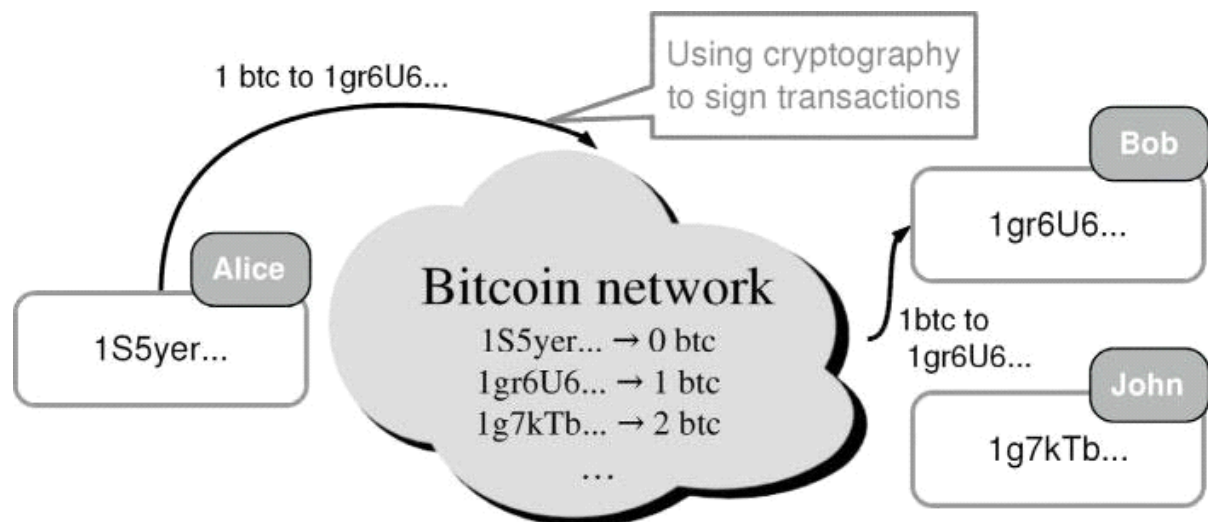 1 btc to 1gr6U6...
Using cryptography
to sign transactions
Alice
1S5yer...
Bitcoin network
1S5yer... → 0 btc
1gr6U6... → 1 btc
1g7kTb... → 2 btc
...
Bob
1gr6U6...
1btc to
1gr6U6...
John
1g7kTb...